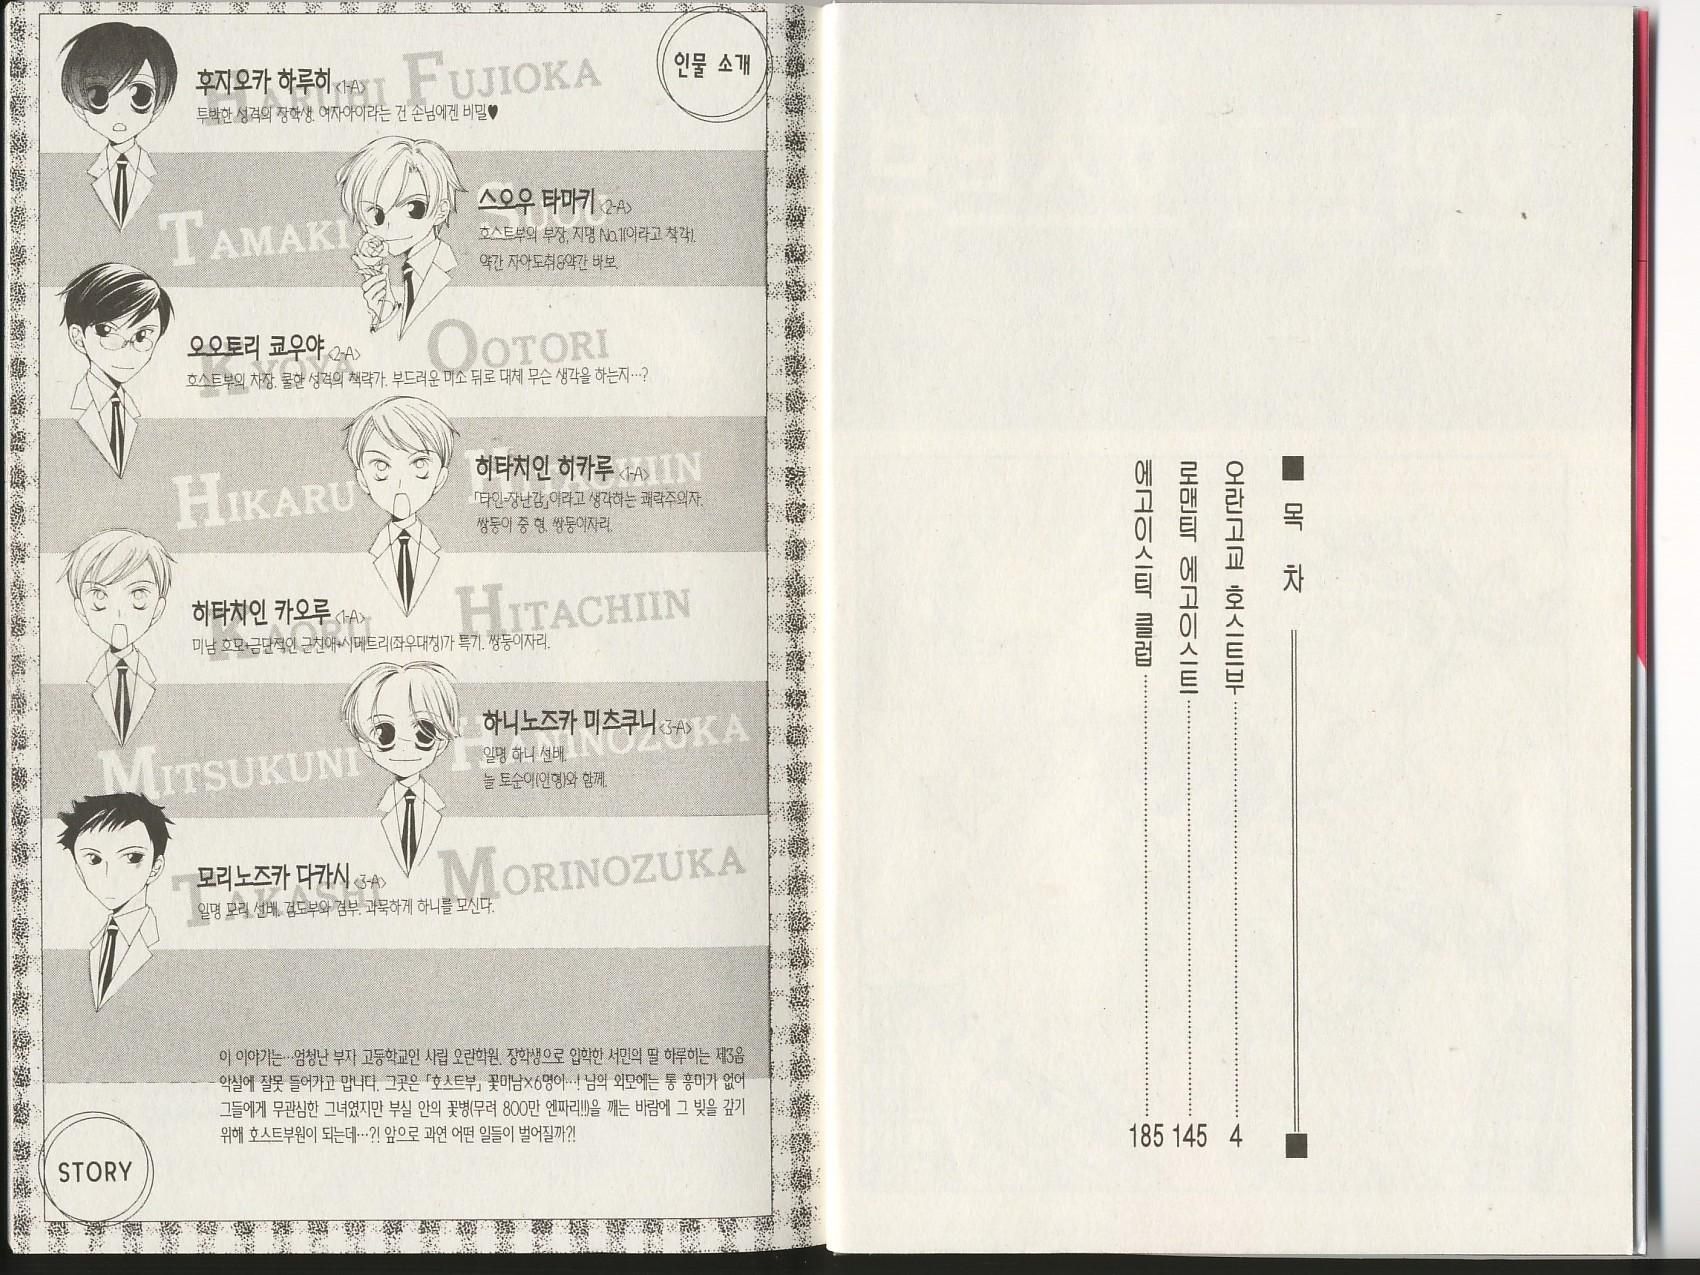 인물 소개
HARUHI FUJIOKA
후지오카 하루히 <1-A>
투박한 성격의 장학생. 여자아이라는 건 손님에겐 비밀♥
TAMAKI SUOU
스오우 타마키 <2-A>
호스트부의 부장, 지명 No.1(이라고 착각).
약간 자아도취&약간 바보.
KYOYA OOTORI
오오토리 쿄우야 <2-A>
호스트부의 차장. 쿨한 성격의 책략가. 부드러운 미소 뒤로 대체 무슨 생각을 하는지…?
HIKARU HITACHIIN
히타치인 히카루 <1-A>
「타인=장난감」이라고 생각하는 쾌락주의자.
쌍둥이 중 형. 쌍둥이자리.
KAORU HITACHIIN
히타치인 카오루 <1-A>
미남 호모+금단적인 근친애+시메트리(좌우대칭)가 특기. 쌍둥이자리.
MITSUKUNI HANINOZUKA
하니노즈카 미츠쿠니 <3-A>
일명 하니 선배.
늘 토순이(인형)와 함께.
TAKASHI MORINOZUKA
모리노즈카 다카시 <3-A>
일명 모리 선배. 검도부와 겸부. 과묵하게 하니를 모신다.
이 이야기는…엄청난 부자 고등학교인 사립 오란학원. 장학생으로 입학한 서민의 딸 하루히는 제3음
악실에 잘못 들어가고 맙니다. 그곳은 「호스트부」 꽃미남×6명이…! 남의 외모에는 통 흥미가 없어
그들에게 무관심한 그녀였지만 부실 안의 꽃병(무려 800만 엔짜리!!)을 깨는 바람에 그 빚을 갚기
위해 호스트부원이 되는데…?! 앞으로 과연 어떤 일들이 벌어질까?!
STORY
■ 목 차 ■
오란고교 호스트부 4
로맨틱 에고이스트 145
에고이스틱 클럽 185